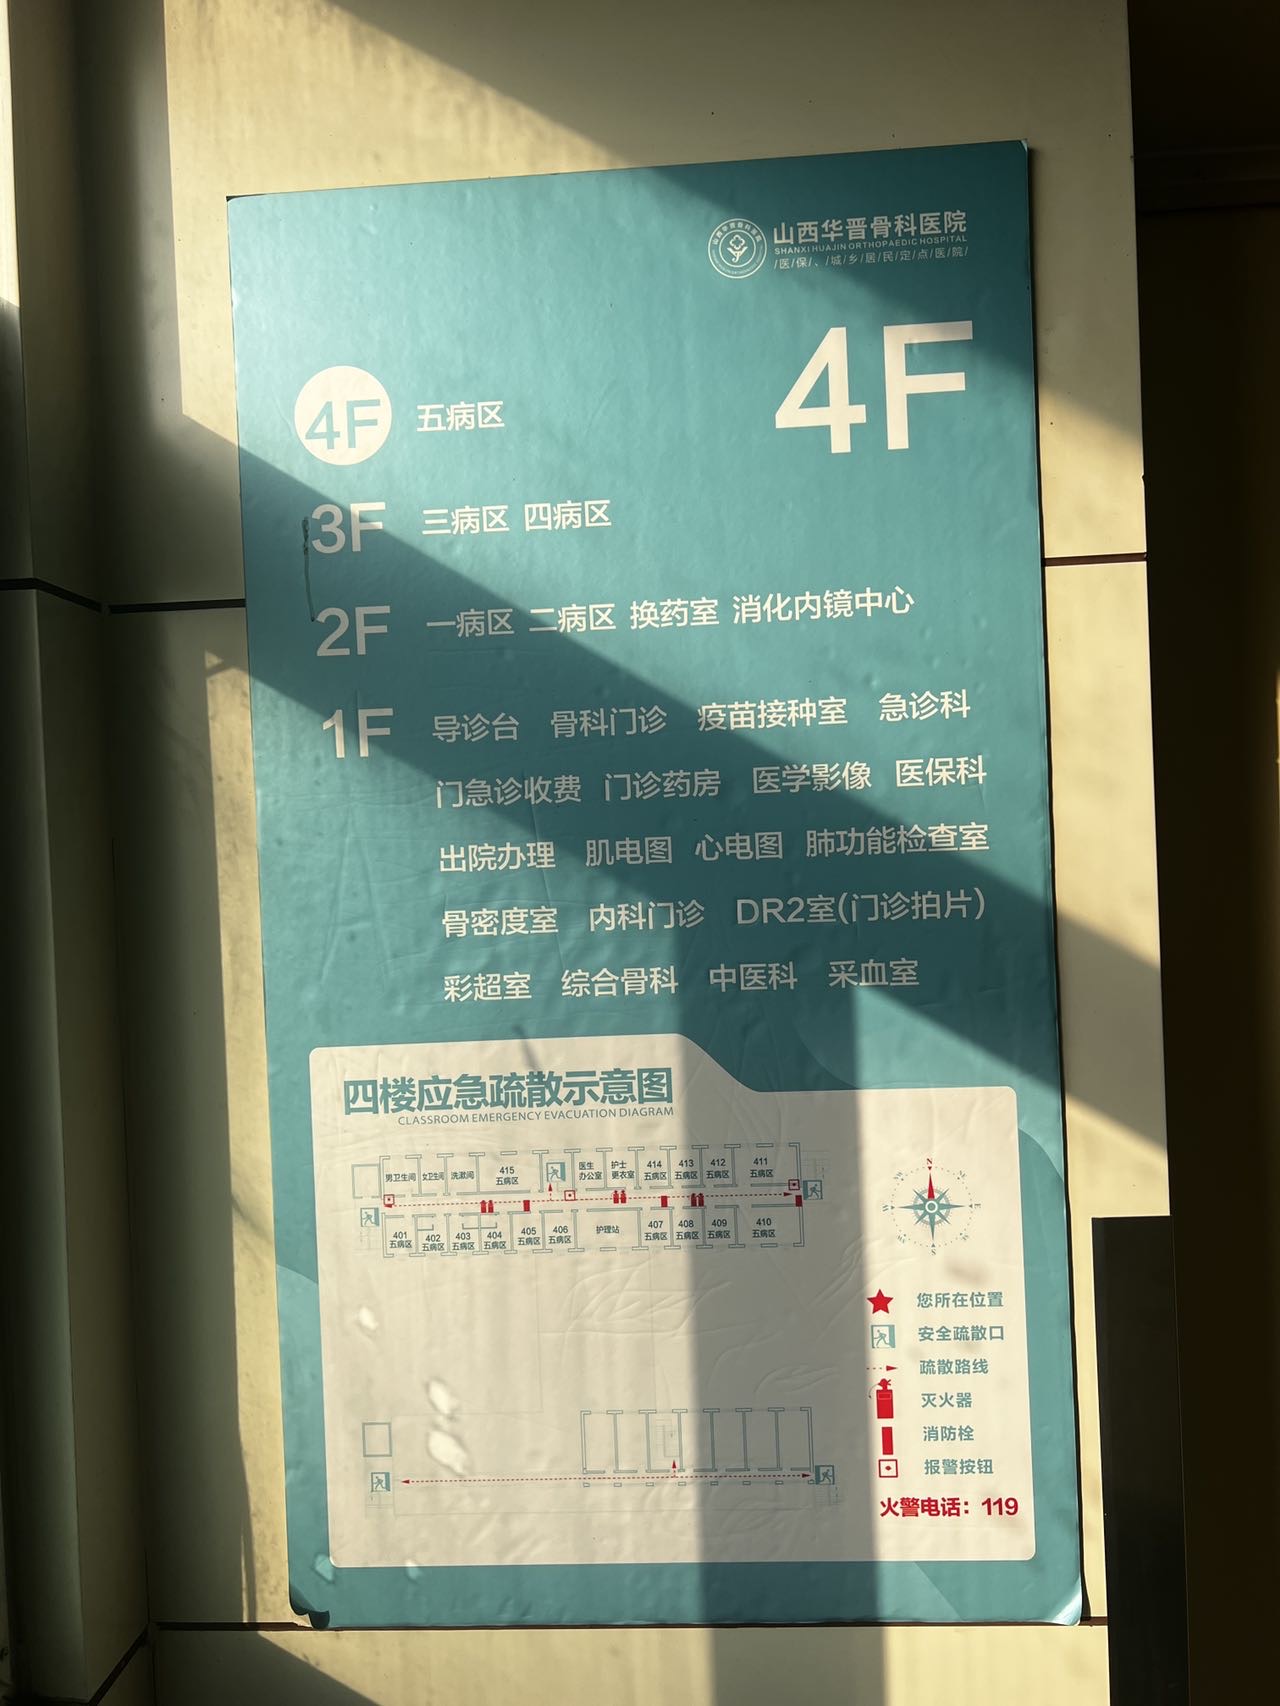 山西华晋骨科医院
SHANXI HUAJIN ORTHOPAEDIC HOSPITAL
/医/保/、/城/乡/居/民/定/点/医/院/
4F
4F 五病区
3F 三病区 四病区
2F 一病区 二病区 换药室 消化内镜中心
1F 导诊台 骨科门诊 疫苗接种室 急诊科
门急诊收费 门诊药房 医学影像 医保科
出院办理 肌电图 心电图 肺功能检查室
骨密度室 内科门诊 DR2室(门诊拍片)
彩超室 综合骨科 中医科 采血室
四楼应急疏散示意图
CLASSROOM EMERGENCY EVACUATION DIAGRAM
男卫生间 女卫生间 洗漱间 415 五病区 医生办公室 护士更衣室 414 五病区 413 五病区 412 五病区 411 五病区
401 五病区 402 五病区 403 五病区 404 五病区 405 五病区 406 五病区 护理站 407 五病区 408 五病区 409 五病区 410 五病区
N
W E
S
您所在位置
安全疏散口
疏散路线
灭火器
消防栓
报警按钮
火警电话：119